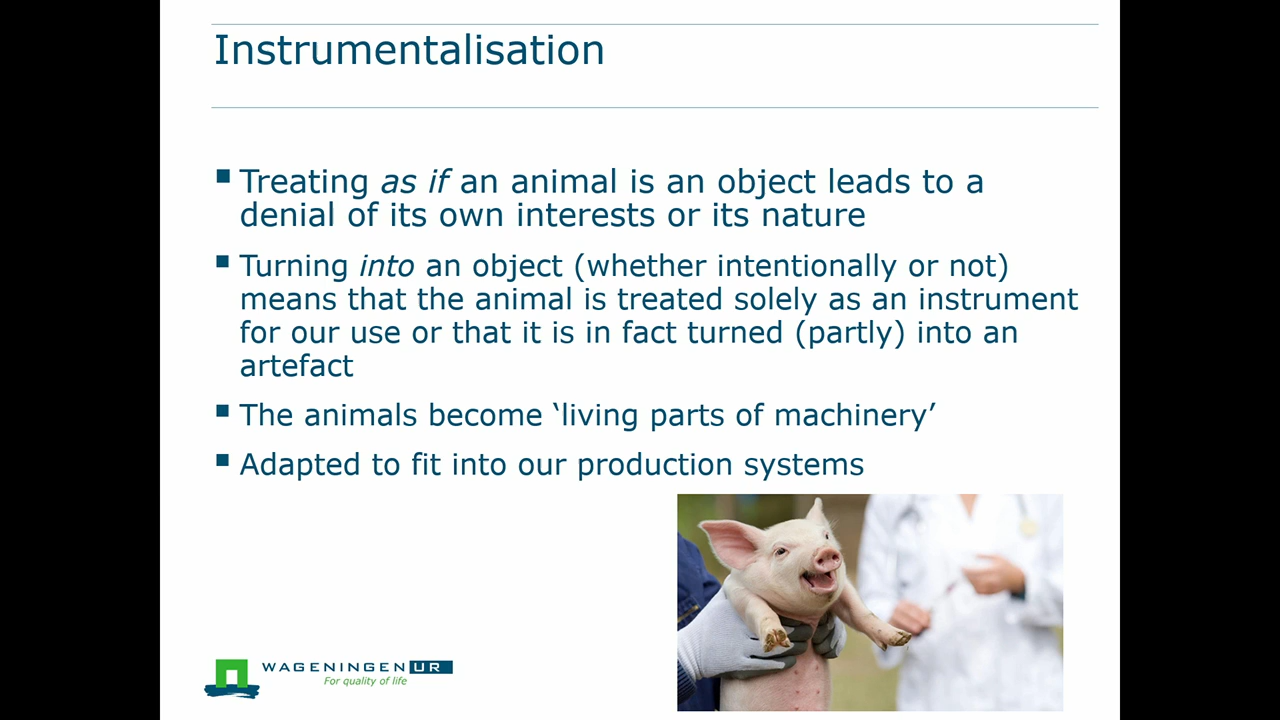 Instrumentalisation
Treating as if an animal is an object leads to a
denial of its own interests or its nature
Turning into an object (whether intentionally or not)
means that the animal is treated solely as an instrument
for our use or that it is in fact turned (partly) into an
artefact
The animals become ‘living parts of machinery’
Adapted to fit into our production systems
WAGENINGEN UR
For quality of life